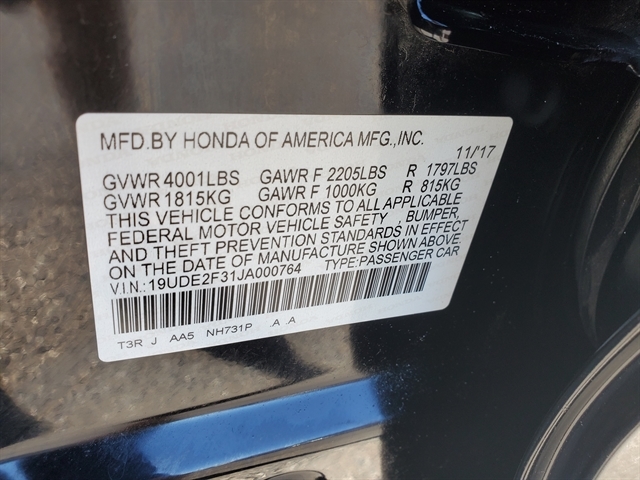 MFD.BY HONDA OF AMERICA MFG.,INC. 11/'17
GVWR 4001LBS GAWR F 2205LBS R 1797LBS
GVWR 1815KG GAWR F 1000KG R 815KG
THIS VEHICLE CONFORMS TO ALL APPLICABLE
FEDERAL MOTOR VEHICLE SAFETY , BUMPER,
AND THEFT PREVENTION STANDARDS IN EFFECT
ON THE DATE OF MANUFACTURE SHOWN ABOVE.
V.I.N.: 19UDE2F31JA000764 TYPE:PASSENGER CAR
T3R J AA5 NH731P .A A